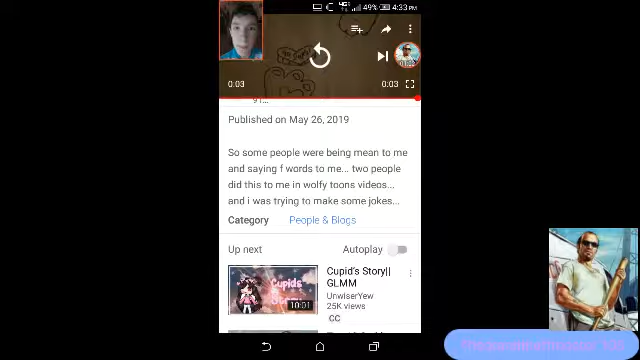 49% 4:33 PM
0:03
0:03
91...
Published on May 26, 2019
So some people were being mean to me
and saying f words to me... two people
did this to me in wolfy toons videos...
and i was trying to make some jokes...
Category People & Blogs
Up next Autoplay
Cupid's Story||
GLMM
UnwiserYew
25K views
CC
Cupids
Story
10:01